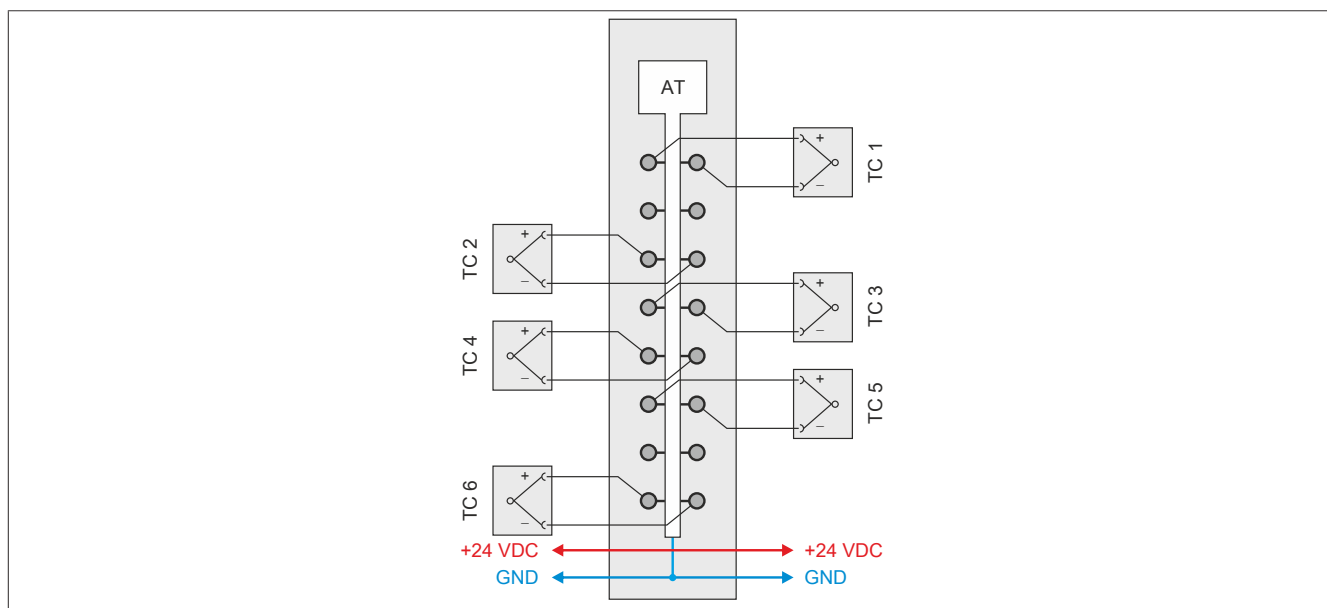 AT
+
−
TC 1
TC 2
+
−
+
−
TC 3
TC 4
+
−
+
−
TC 5
TC 6
+
−
+24 VDC
+24 VDC
GND
GND